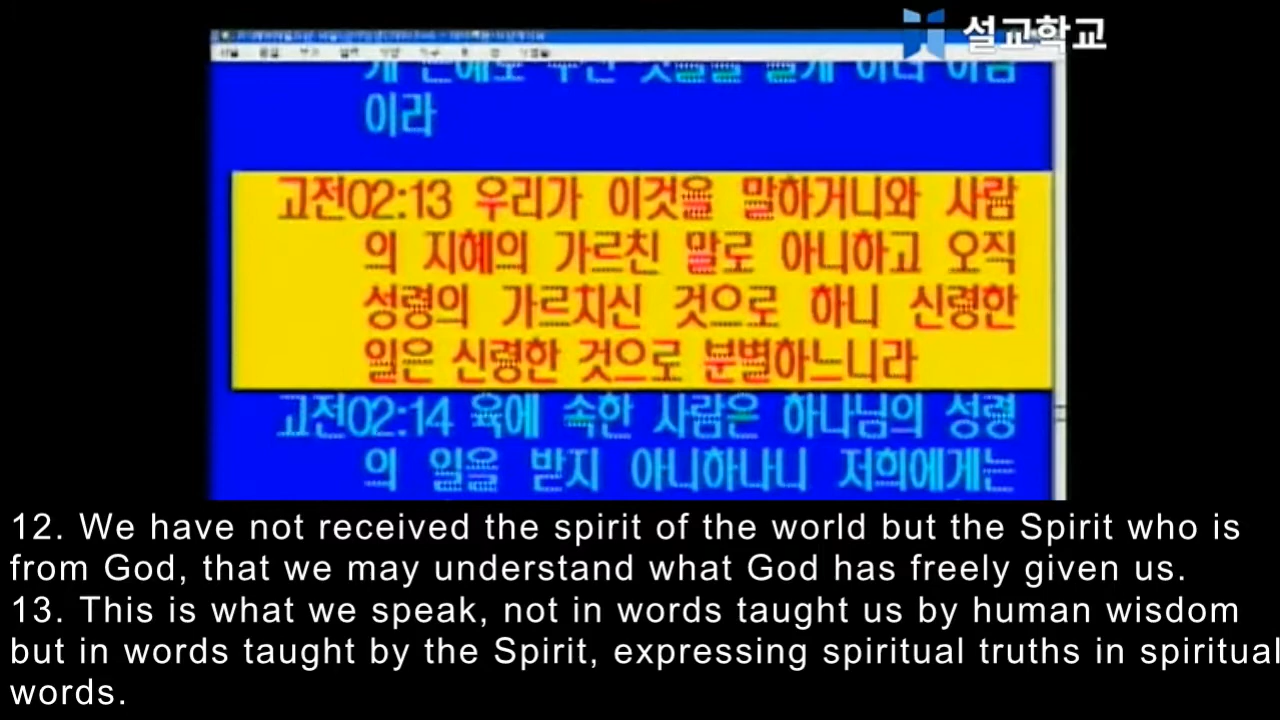 설교학교
이라
고전02:13 우리가 이것을 말하거니와 사람
의 지혜의 가르친 말로 아니하고 오직
성령의 가르치신 것으로 하니 신령한
일은 신령한 것으로 분별하느니라
고전02:14 육에 속한 사람은 하나님의 성령
의 일을 받지 아니하나니 저희에게는
12. We have not received the spirit of the world but the Spirit who is
from God, that we may understand what God has freely given us.
13. This is what we speak, not in words taught us by human wisdom
but in words taught by the Spirit, expressing spiritual truths in spiritual
words.